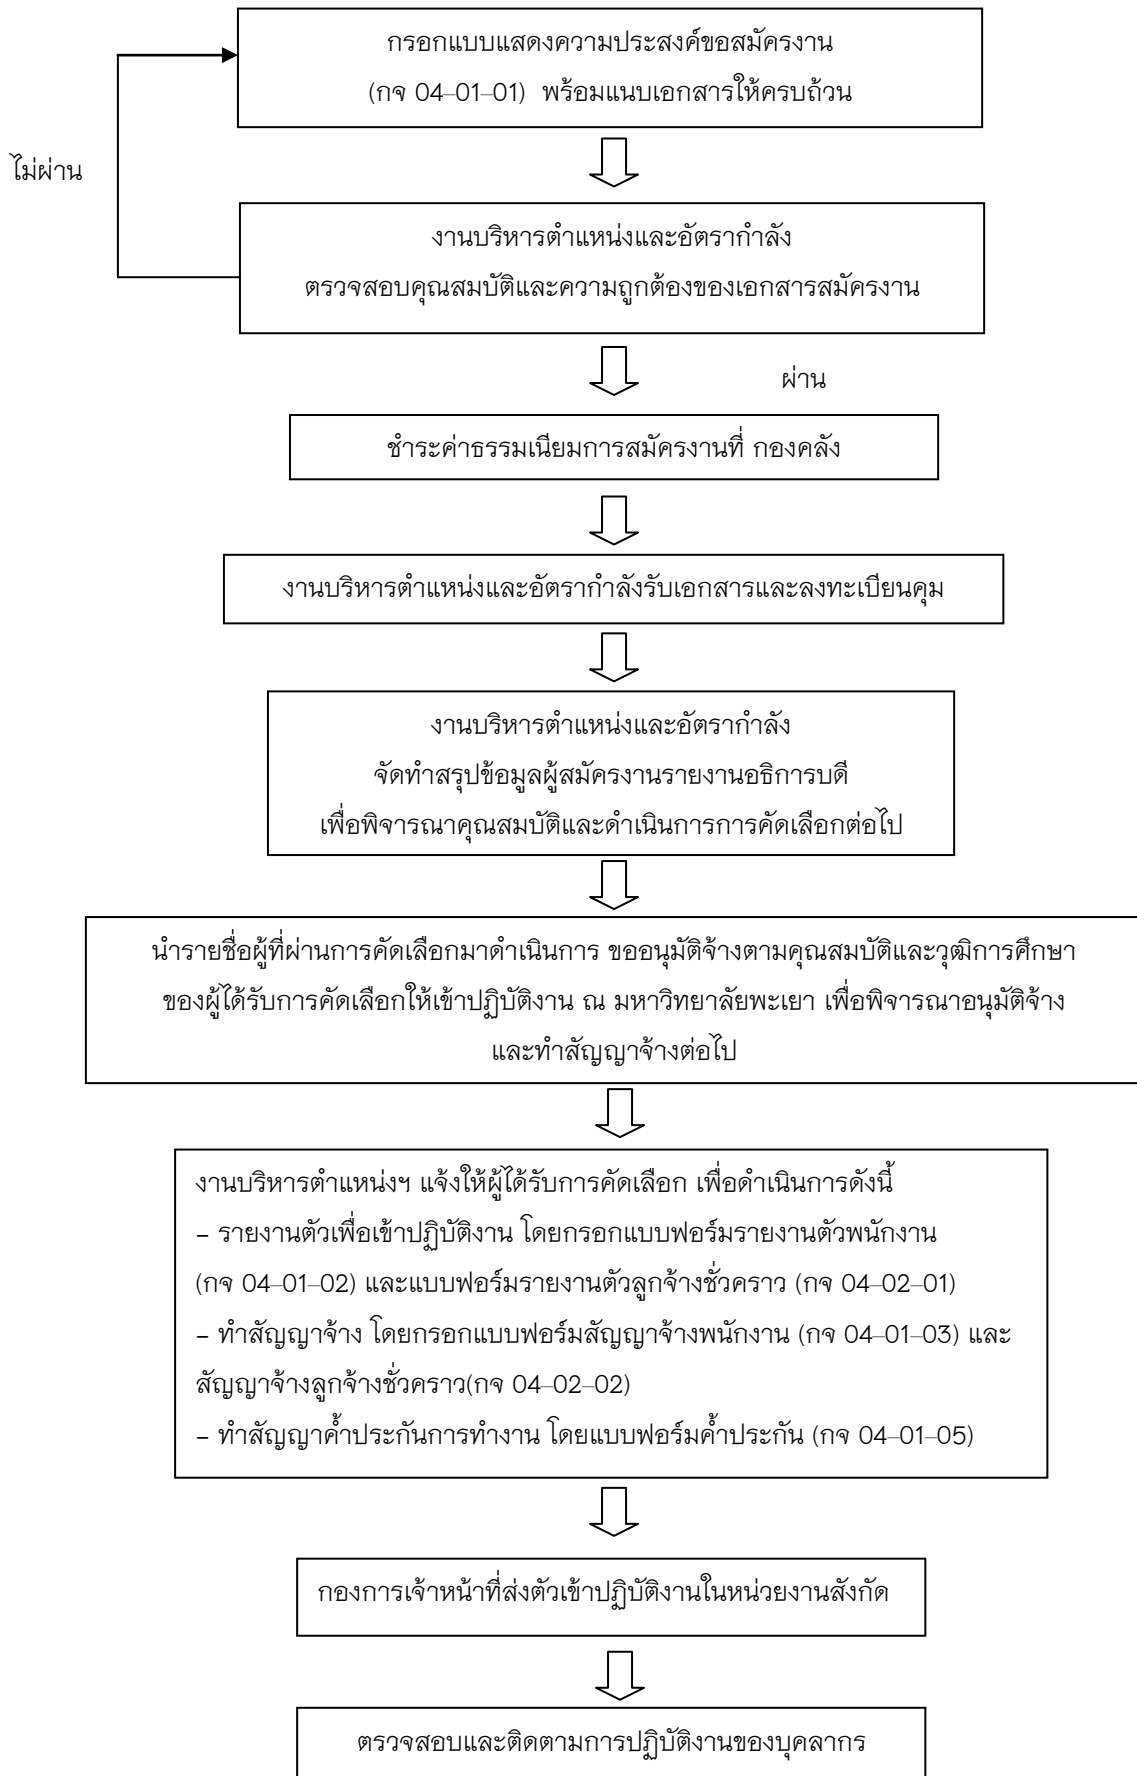 กรอกแบบแสดงความประสงค์ขอสมัครงาน
(กจ 04–01–01) พร้อมแนบเอกสารให้ครบถ้วน
ไม่ผ่าน
งานบริหารตำแหน่งและอัตรากำลัง
ตรวจสอบคุณสมบัติและความถูกต้องของเอกสารสมัครงาน
ผ่าน
ชำระค่าธรรมเนียมการสมัครงานที่ กองคลัง
งานบริหารตำแหน่งและอัตรากำลังรับเอกสารและลงทะเบียนคุม
งานบริหารตำแหน่งและอัตรากำลัง
จัดทำสรุปข้อมูลผู้สมัครงานรายงานอธิการบดี
เพื่อพิจารณาคุณสมบัติและดำเนินการการคัดเลือกต่อไป
นำรายชื่อผู้ที่ผ่านการคัดเลือกมาดำเนินการ ขออนุมัติจ้างตามคุณสมบัติและวุฒิการศึกษา
ของผู้ได้รับการคัดเลือกให้เข้าปฏิบัติงาน ณ มหาวิทยาลัยพะเยา เพื่อพิจารณาอนุมัติจ้าง
และทำสัญญาจ้างต่อไป
งานบริหารตำแหน่งฯ แจ้งให้ผู้ได้รับการคัดเลือก เพื่อดำเนินการดังนี้
– รายงานตัวเพื่อเข้าปฏิบัติงาน โดยกรอกแบบฟอร์มรายงานตัวพนักงาน
(กจ 04–01–02) และแบบฟอร์มรายงานตัวลูกจ้างชั่วคราว (กจ 04–02–01)
– ทำสัญญาจ้าง โดยกรอกแบบฟอร์มสัญญาจ้างพนักงาน (กจ 04–01–03) และ
สัญญาจ้างลูกจ้างชั่วคราว(กจ 04–02–02)
– ทำสัญญาค้ำประกันการทำงาน โดยแบบฟอร์มค้ำประกัน (กจ 04–01–05)
กองการเจ้าหน้าที่ส่งตัวเข้าปฏิบัติงานในหน่วยงานสังกัด
ตรวจสอบและติดตามการปฏิบัติงานของบุคลากร